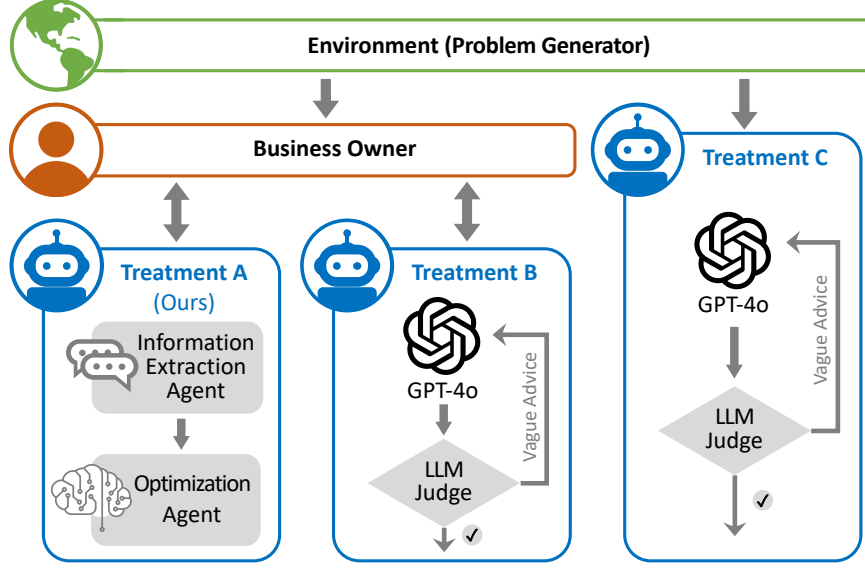 Environment (Problem Generator)
Business Owner
Treatment A
(Ours)
Information
Extraction
Agent
Optimization
Agent
Treatment B
GPT-4o
Vague Advice
LLM
Judge
Treatment C
GPT-4o
Vague Advice
LLM
Judge